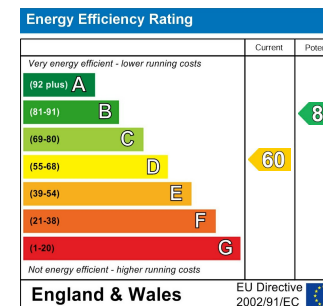 Energy Efficiency Rating
Current
Very energy efficient - lower running costs
(92 plus) A
(81-91) B
(69-80) C
(55-68) D
60
(39-54) E
(21-38) F
(1-20) G
Not energy efficient - higher running costs
England & Wales
EU Directive
2002/91/EC